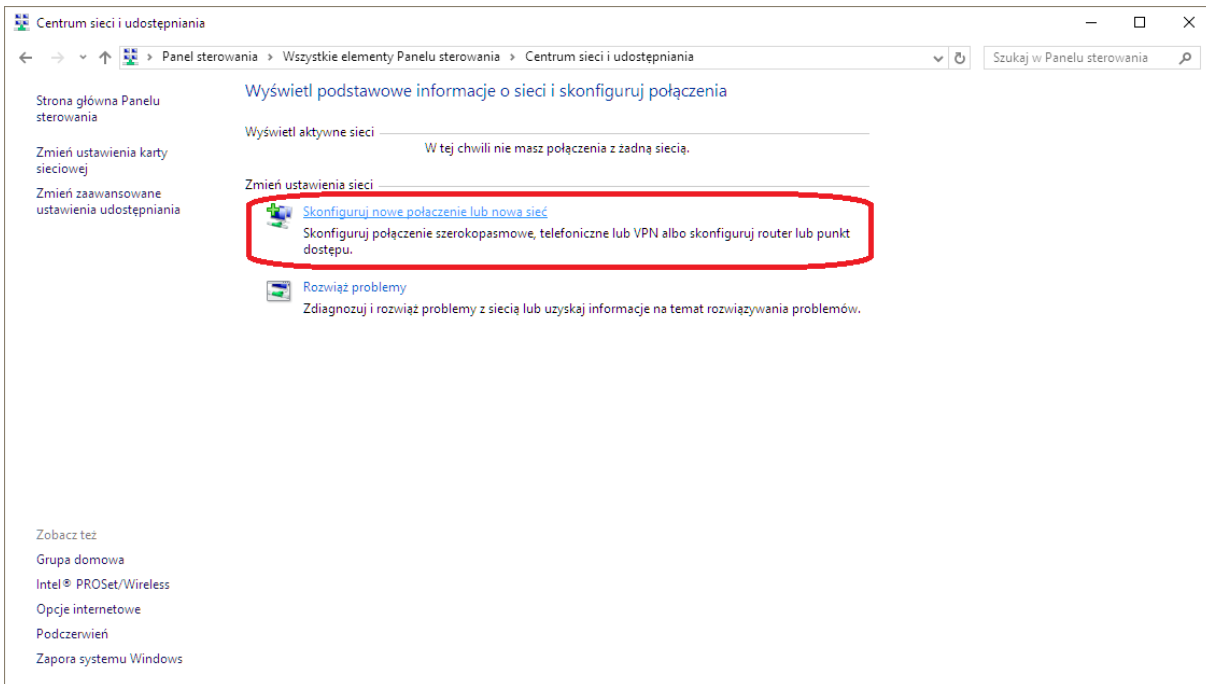 Centrum sieci i udostępniania
Panel sterowania > Wszystkie elementy Panelu sterowania > Centrum sieci i udostępniania
Szukaj w Panelu sterowania
Strona główna Panelu
sterowania
Zmień ustawienia karty
sieciowej
Zmień zaawansowane
ustawienia udostępniania
Wyświetl podstawowe informacje o sieci i skonfiguruj połączenia
Wyświetl aktywne sieci
W tej chwili nie masz połączenia z żadną siecią.
Zmień ustawienia sieci
Skonfiguruj nowe połączenie lub nową sieć
Skonfiguruj połączenie szerokopasmowe, telefoniczne lub VPN albo skonfiguruj router lub punkt
dostępu.
Rozwiąż problemy
Zdiagnozuj i rozwiąż problemy z siecią lub uzyskaj informacje na temat rozwiązywania problemów.
Zobacz też
Grupa domowa
Intel® PROSet/Wireless
Opcje internetowe
Podczerwień
Zapora systemu Windows